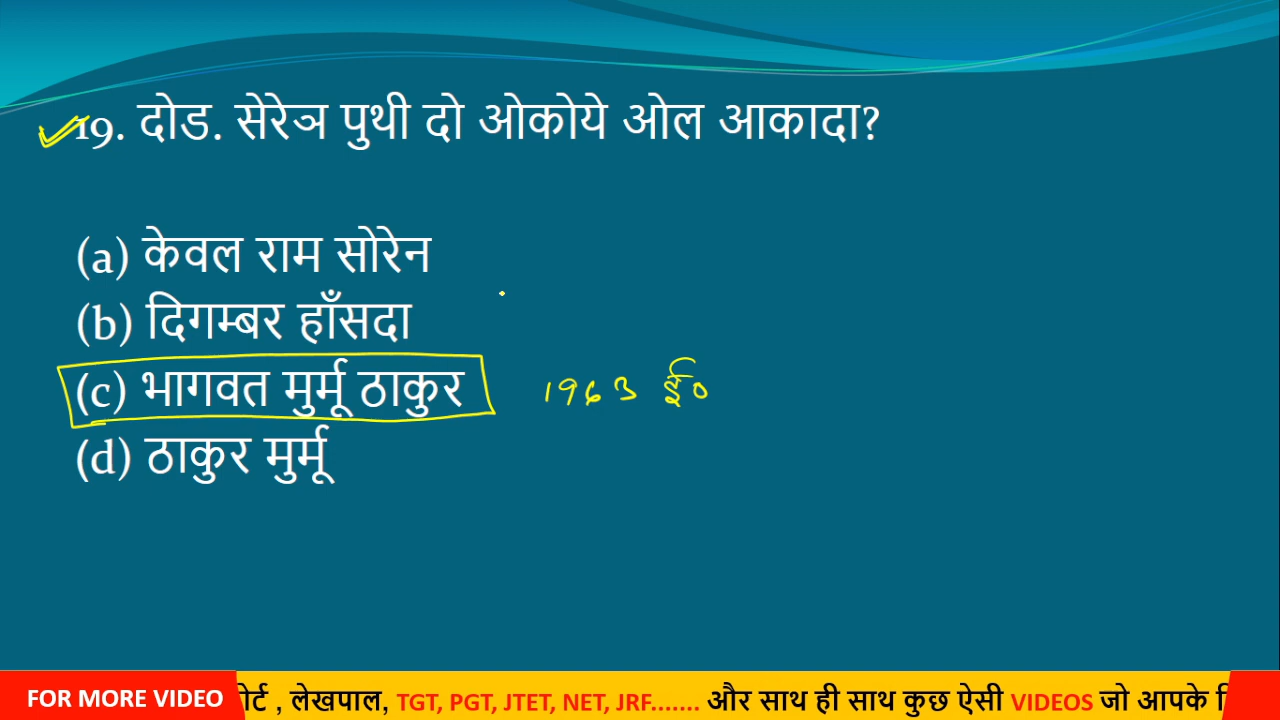 19. दोड. सेरेञ पुथी दो ओकोये ओल आकादा?
(a) केवल राम सोरेन
(b) दिगम्बर हाँसदा
(c) भागवत मुर्मू ठाकुर 1963 ई०
(d) ठाकुर मुर्मू
FOR MORE VIDEO , लेखपाल, TGT, PGT, JTET, NET, JRF....... और साथ ही साथ कुछ ऐसी VIDEOS जो आपके